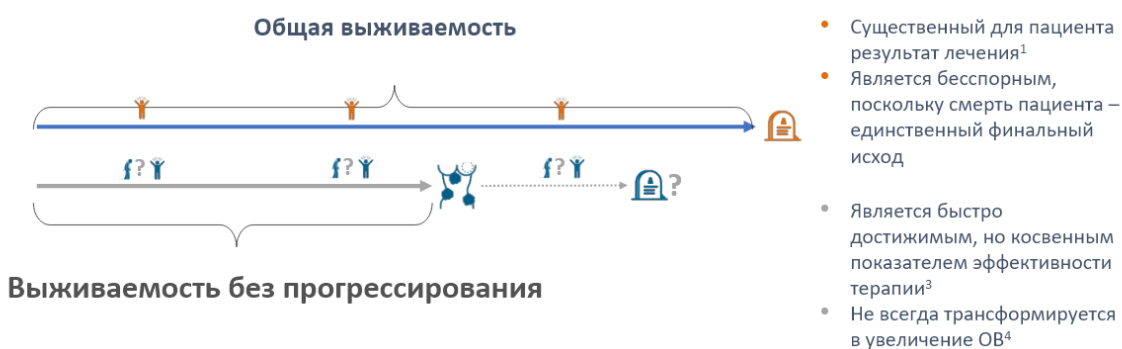 Общая выживаемость
? ?
? ? ? ?
Выживаемость без прогрессирования
• Существенный для пациента
результат лечения¹
• Является бесспорным,
поскольку смерть пациента –
единственный финальный
исход
• Является быстро
достижимым, но косвенным
показателем эффективности
терапии³
• Не всегда трансформируется
в увеличение ОВ⁴